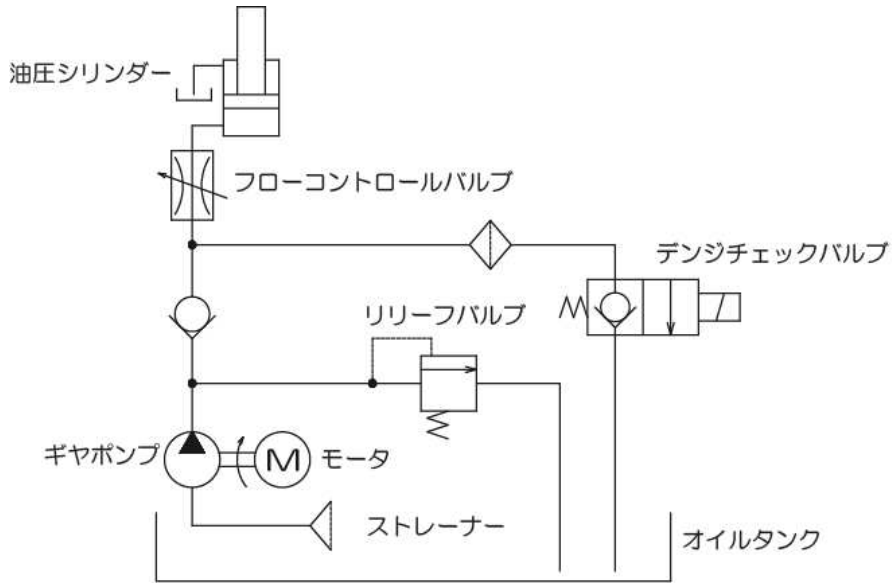 油圧シリンダー
フローコントロールバルブ
デンジチェックバルブ
リリーフバルブ
ギヤポンプ
M
モータ
ストレーナー
オイルタンク